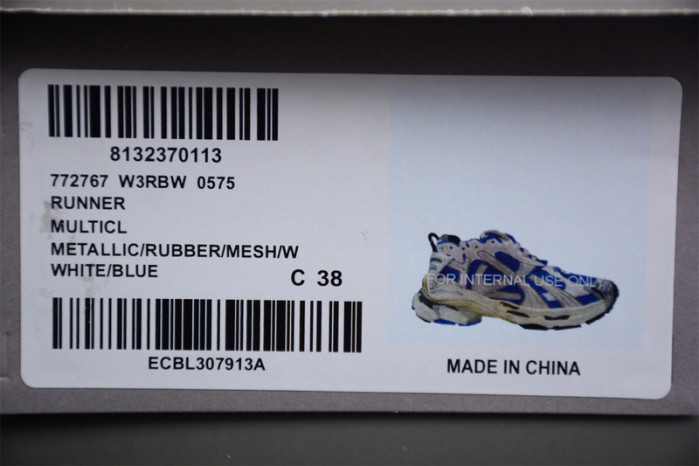 8132370113
772767 W3RBW 0575
RUNNER
MULTICL
METALLIC/RUBBER/MESH/W
WHITE/BLUE
C 38
FOR INTERNAL USE ONLY
ECBL307913A
MADE IN CHINA